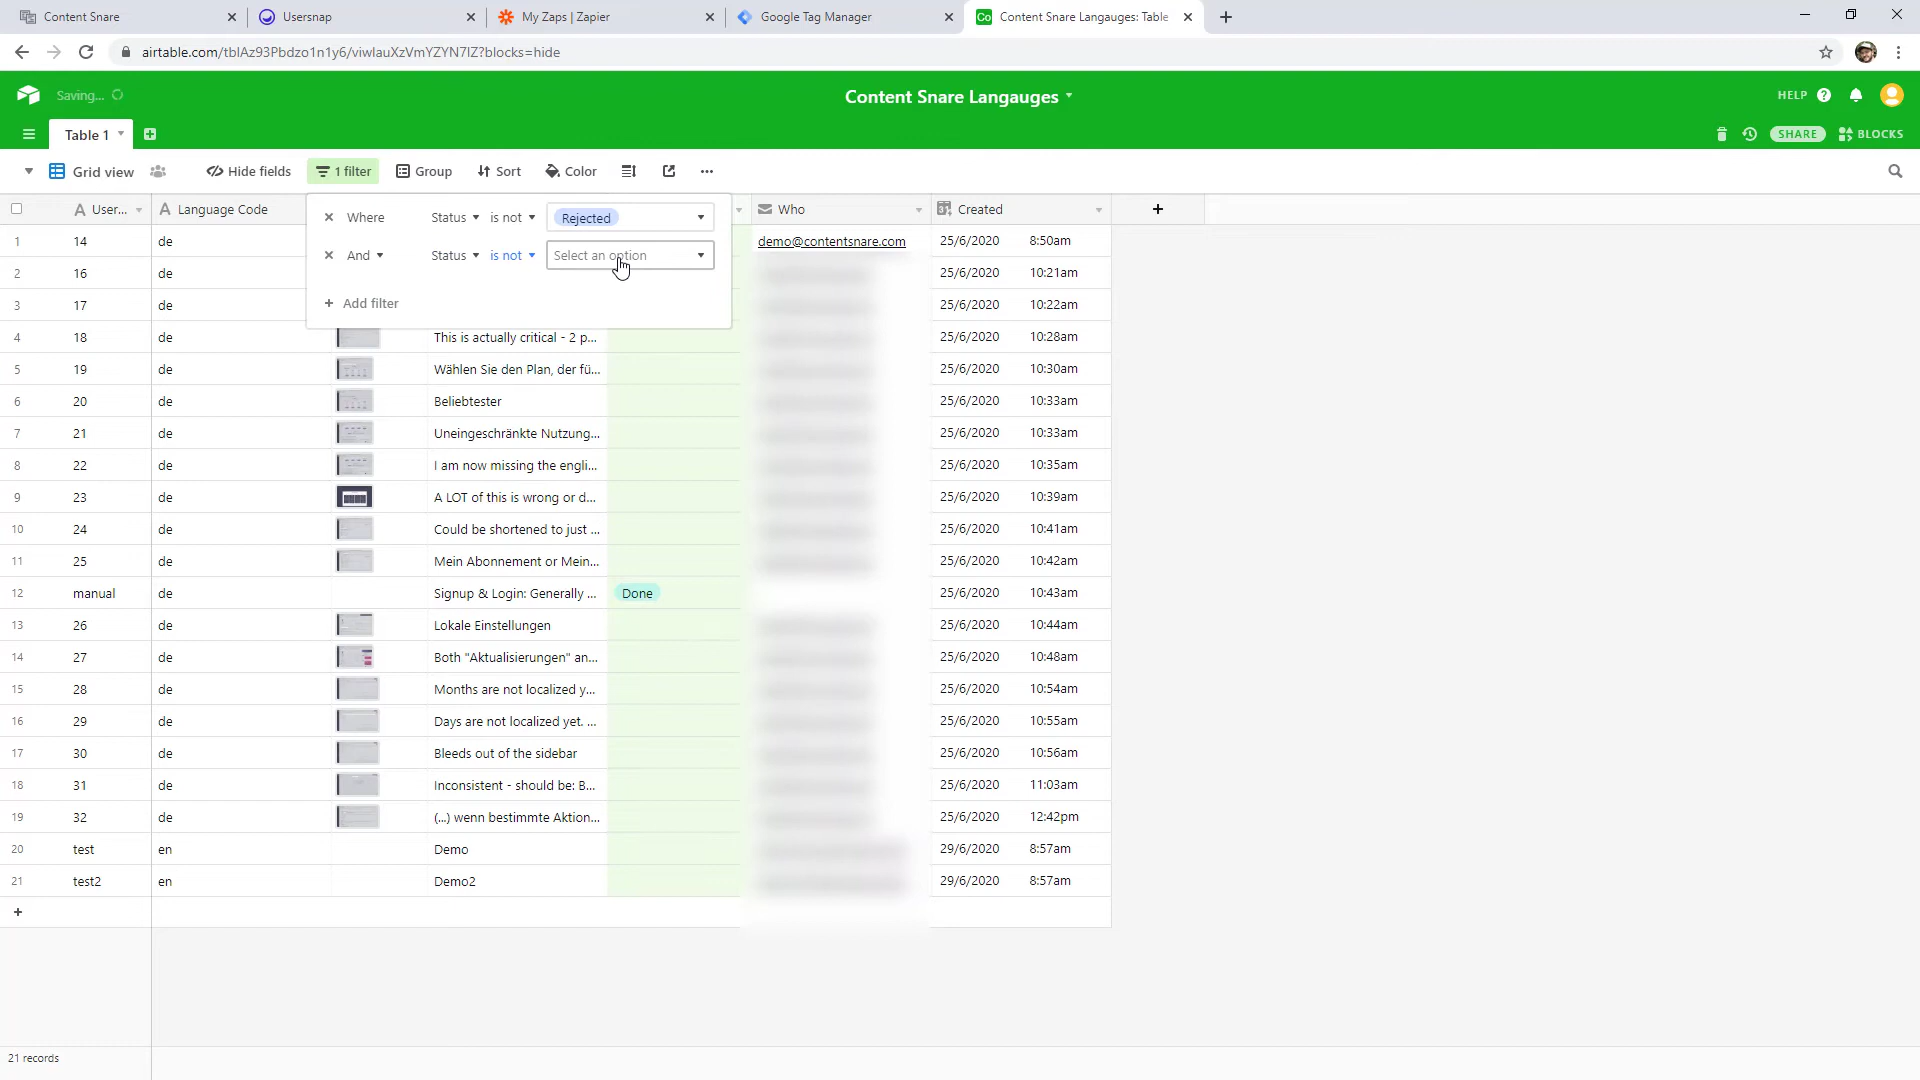 Content Snare
Usersnap
My Zaps | Zapier
Google Tag Manager
Content Snare Langauges: Table
airtable.com/tblAz93Pbdzo1n1y6/viwIauXzVmYZYN7IZ?blocks=hide
Saving...
Content Snare Langauges
HELP
Table 1
SHARE
BLOCKS
Grid view
Hide fields
1 filter
Group
Sort
Color
User...
Language Code
Who
Created
Where Status is not Rejected
And Status is not Select an option
Add filter
1 14 de demo@contentsnare.com 25/6/2020 8:50am
2 16 de 25/6/2020 10:21am
3 17 de 25/6/2020 10:22am
4 18 de This is actually critical - 2 p... 25/6/2020 10:28am
5 19 de Wählen Sie den Plan, der fü... 25/6/2020 10:30am
6 20 de Beliebtester 25/6/2020 10:33am
7 21 de Uneingeschränkte Nutzung... 25/6/2020 10:33am
8 22 de I am now missing the engli... 25/6/2020 10:35am
9 23 de A LOT of this is wrong or d... 25/6/2020 10:39am
10 24 de Could be shortened to just ... 25/6/2020 10:41am
11 25 de Mein Abonnement or Mein... 25/6/2020 10:42am
12 manual de Signup & Login: Generally ... Done 25/6/2020 10:43am
13 26 de Lokale Einstellungen 25/6/2020 10:44am
14 27 de Both "Aktualisierungen" an... 25/6/2020 10:48am
15 28 de Months are not localized y... 25/6/2020 10:54am
16 29 de Days are not localized yet. ... 25/6/2020 10:55am
17 30 de Bleeds out of the sidebar 25/6/2020 10:56am
18 31 de Inconsistent - should be: B... 25/6/2020 11:03am
19 32 de (...) wenn bestimmte Aktion... 25/6/2020 12:42pm
20 test en Demo 29/6/2020 8:57am
21 test2 en Demo2 29/6/2020 8:57am
21 records